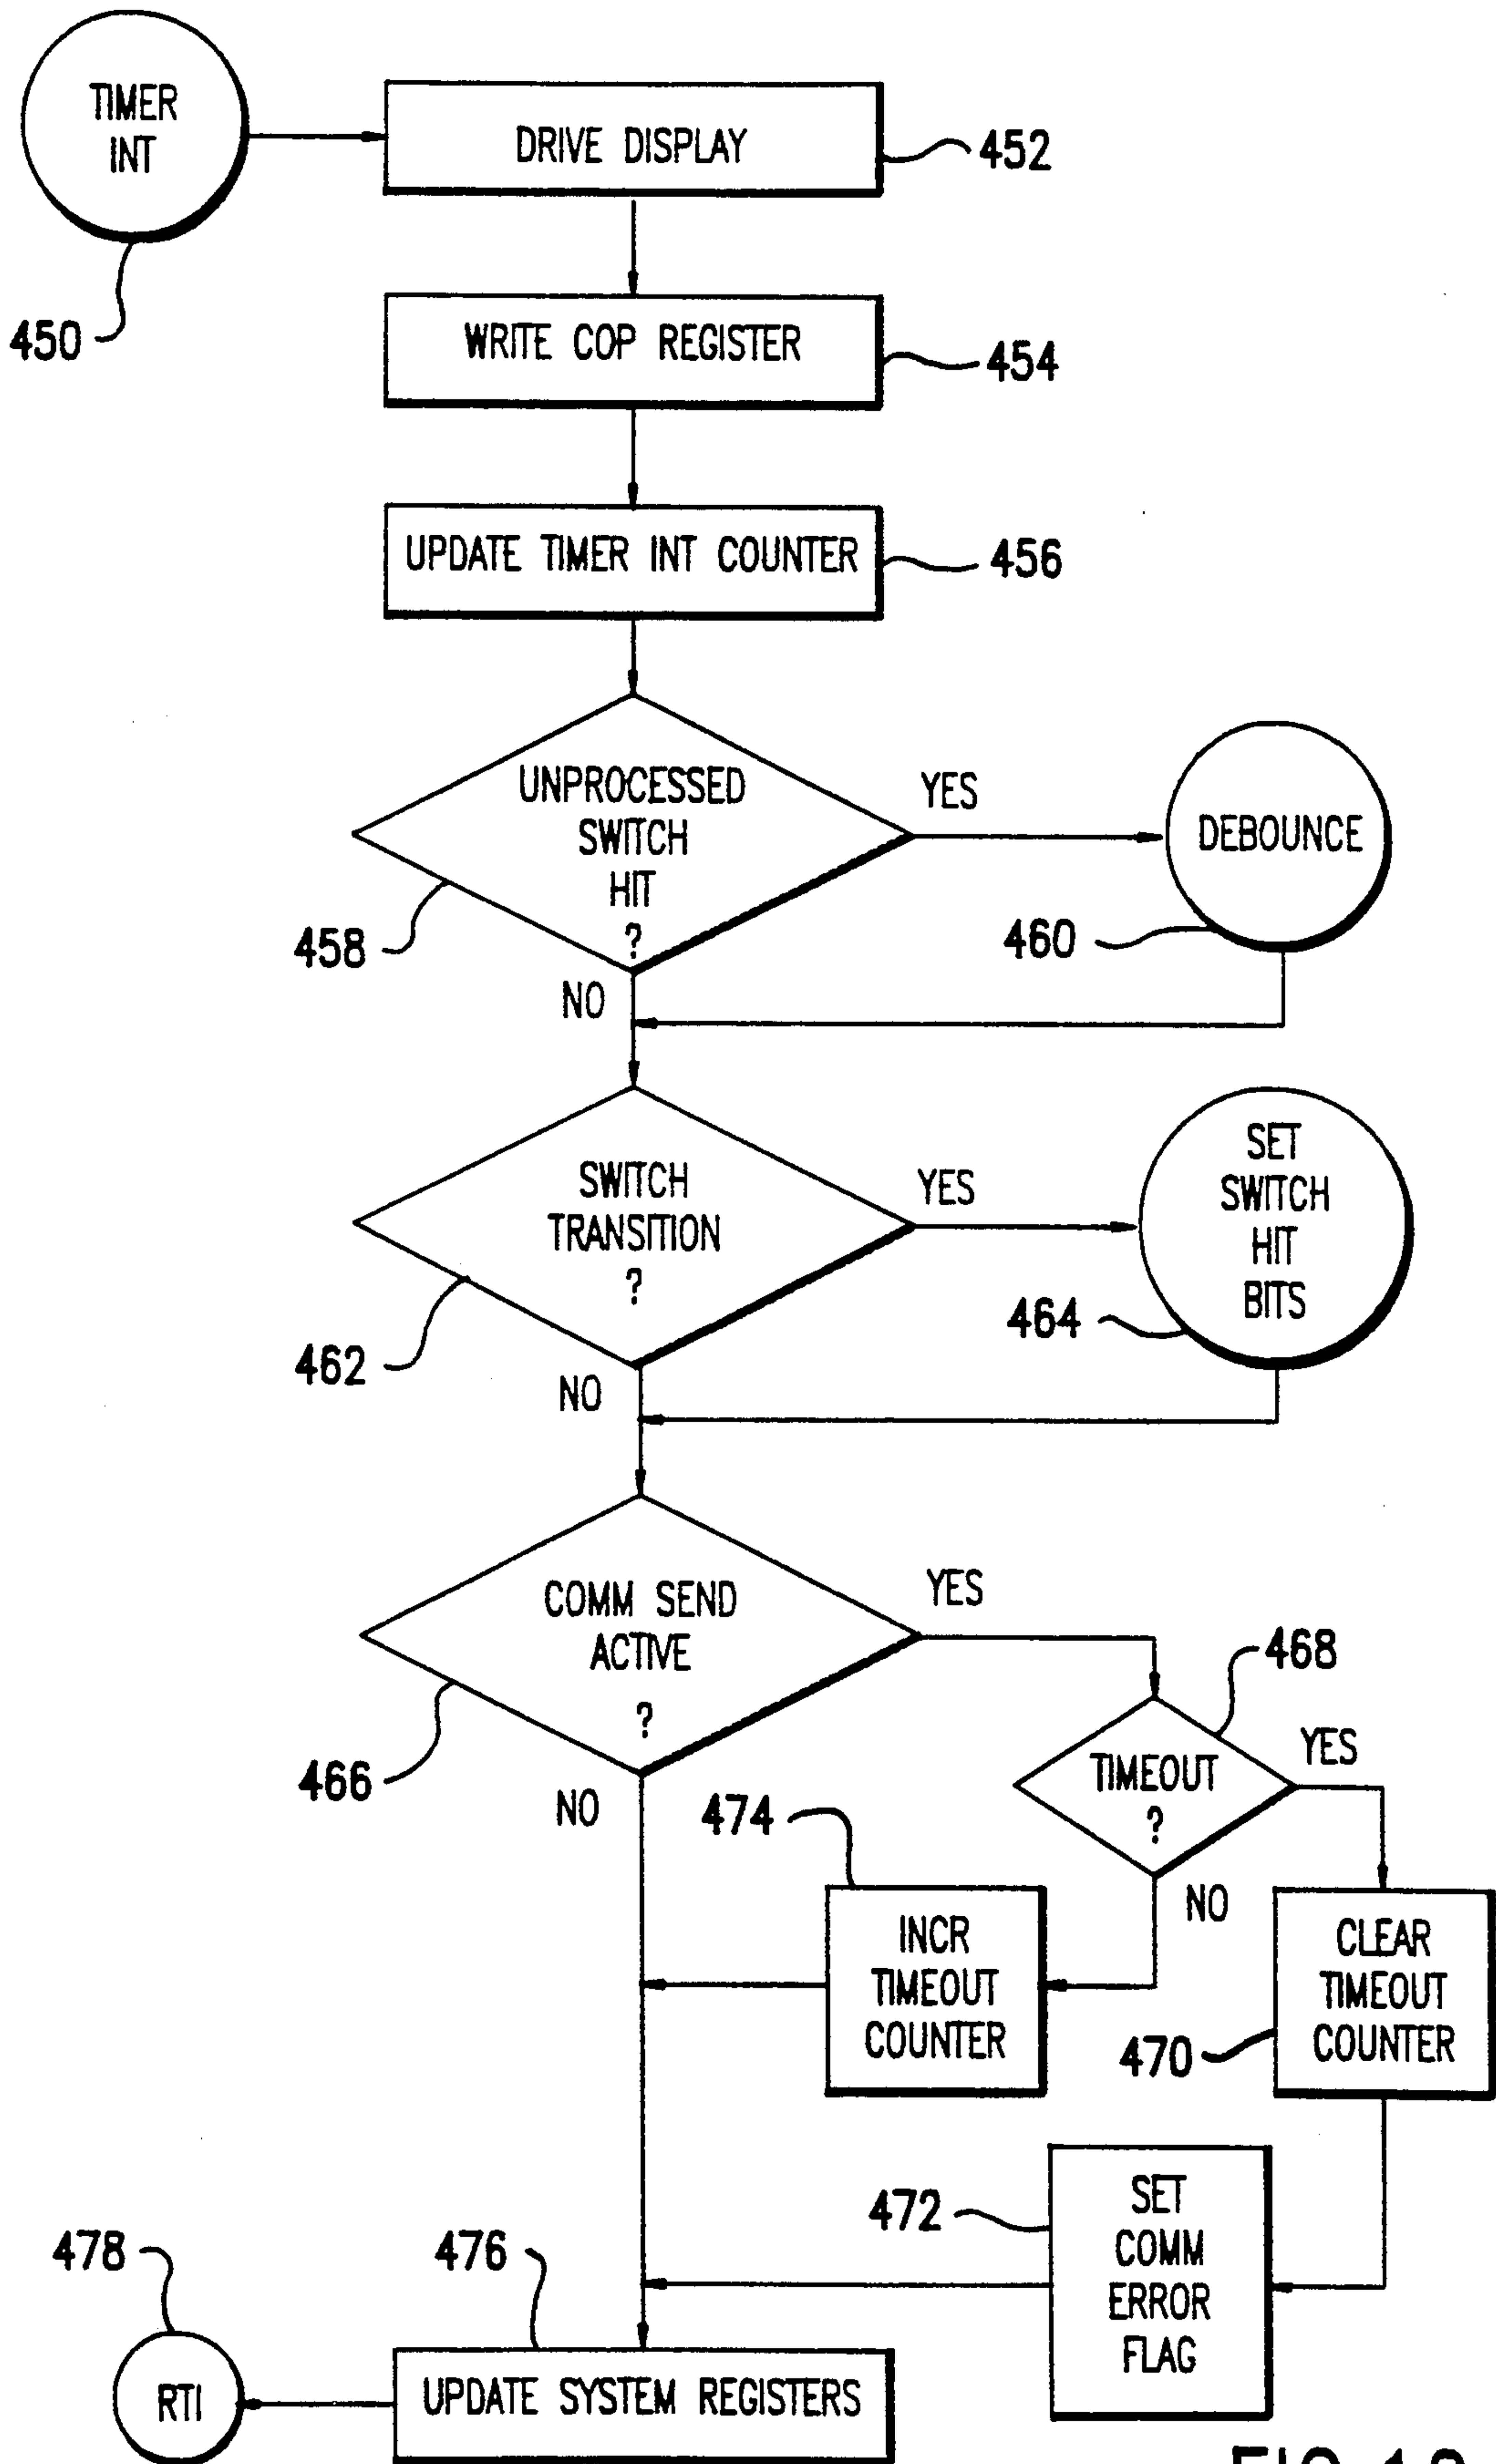 TIMER
INT
450
DRIVE DISPLAY
452
WRITE COP REGISTER
454
UPDATE TIMER INT COUNTER
456
UNPROCESSED
SWITCH
HIT
?
458
YES
DEBOUNCE
460
NO
SWITCH
TRANSITION
?
462
YES
SET
SWITCH
HIT
BITS
464
NO
COMM SEND
ACTIVE
?
466
YES
468
TIMEOUT
?
YES
NO
NO
474
INCR
TIMEOUT
COUNTER
CLEAR
TIMEOUT
COUNTER
470
472
SET
COMM
ERROR
FLAG
478
476
RTI
UPDATE SYSTEM REGISTERS